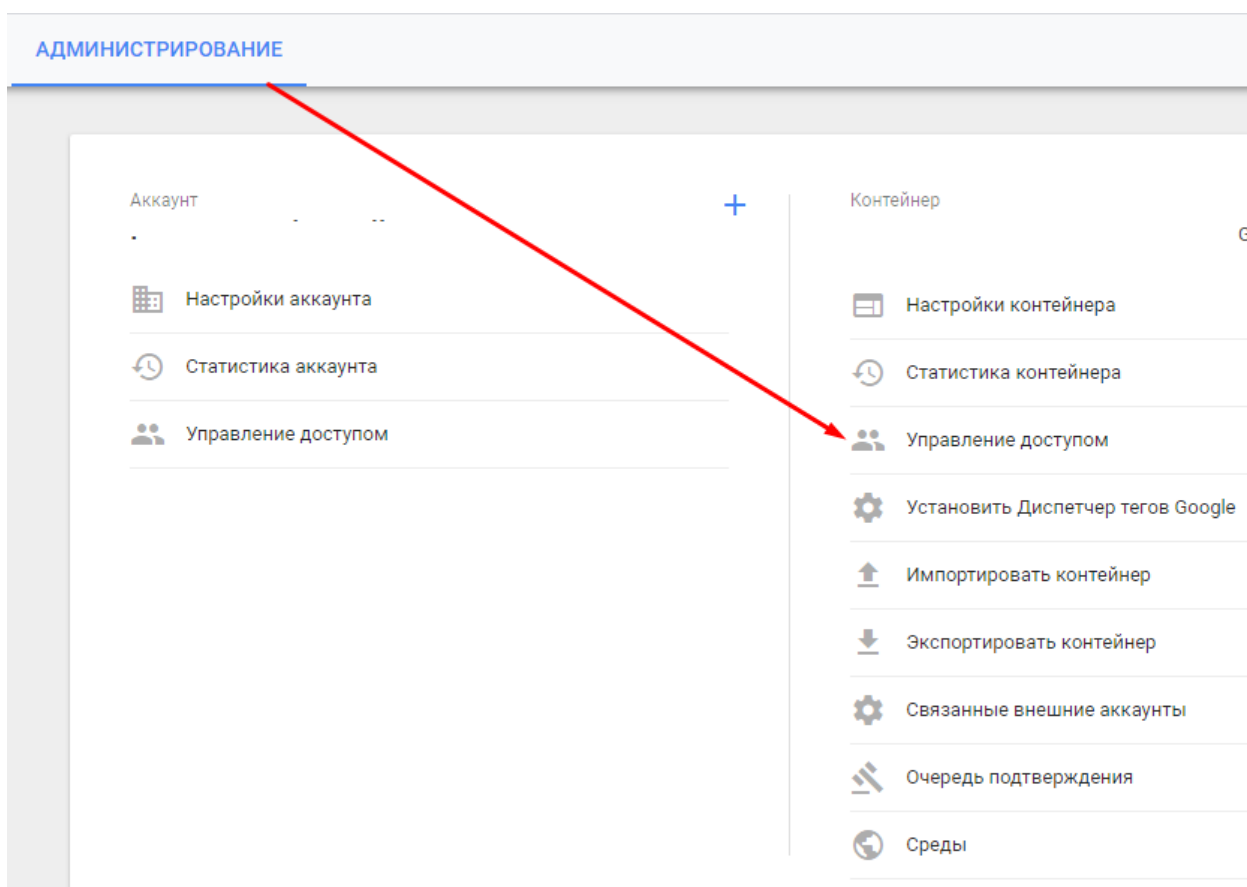 АДМИНИСТРИРОВАНИЕ
Аккаунт
Настройки аккаунта
Статистика аккаунта
Управление доступом
Контейнер
G
Настройки контейнера
Статистика контейнера
Управление доступом
Установить Диспетчер тегов Google
Импортировать контейнер
Экспортировать контейнер
Связанные внешние аккаунты
Очередь подтверждения
Среды